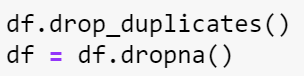 df.drop_duplicates()
df = df.dropna()